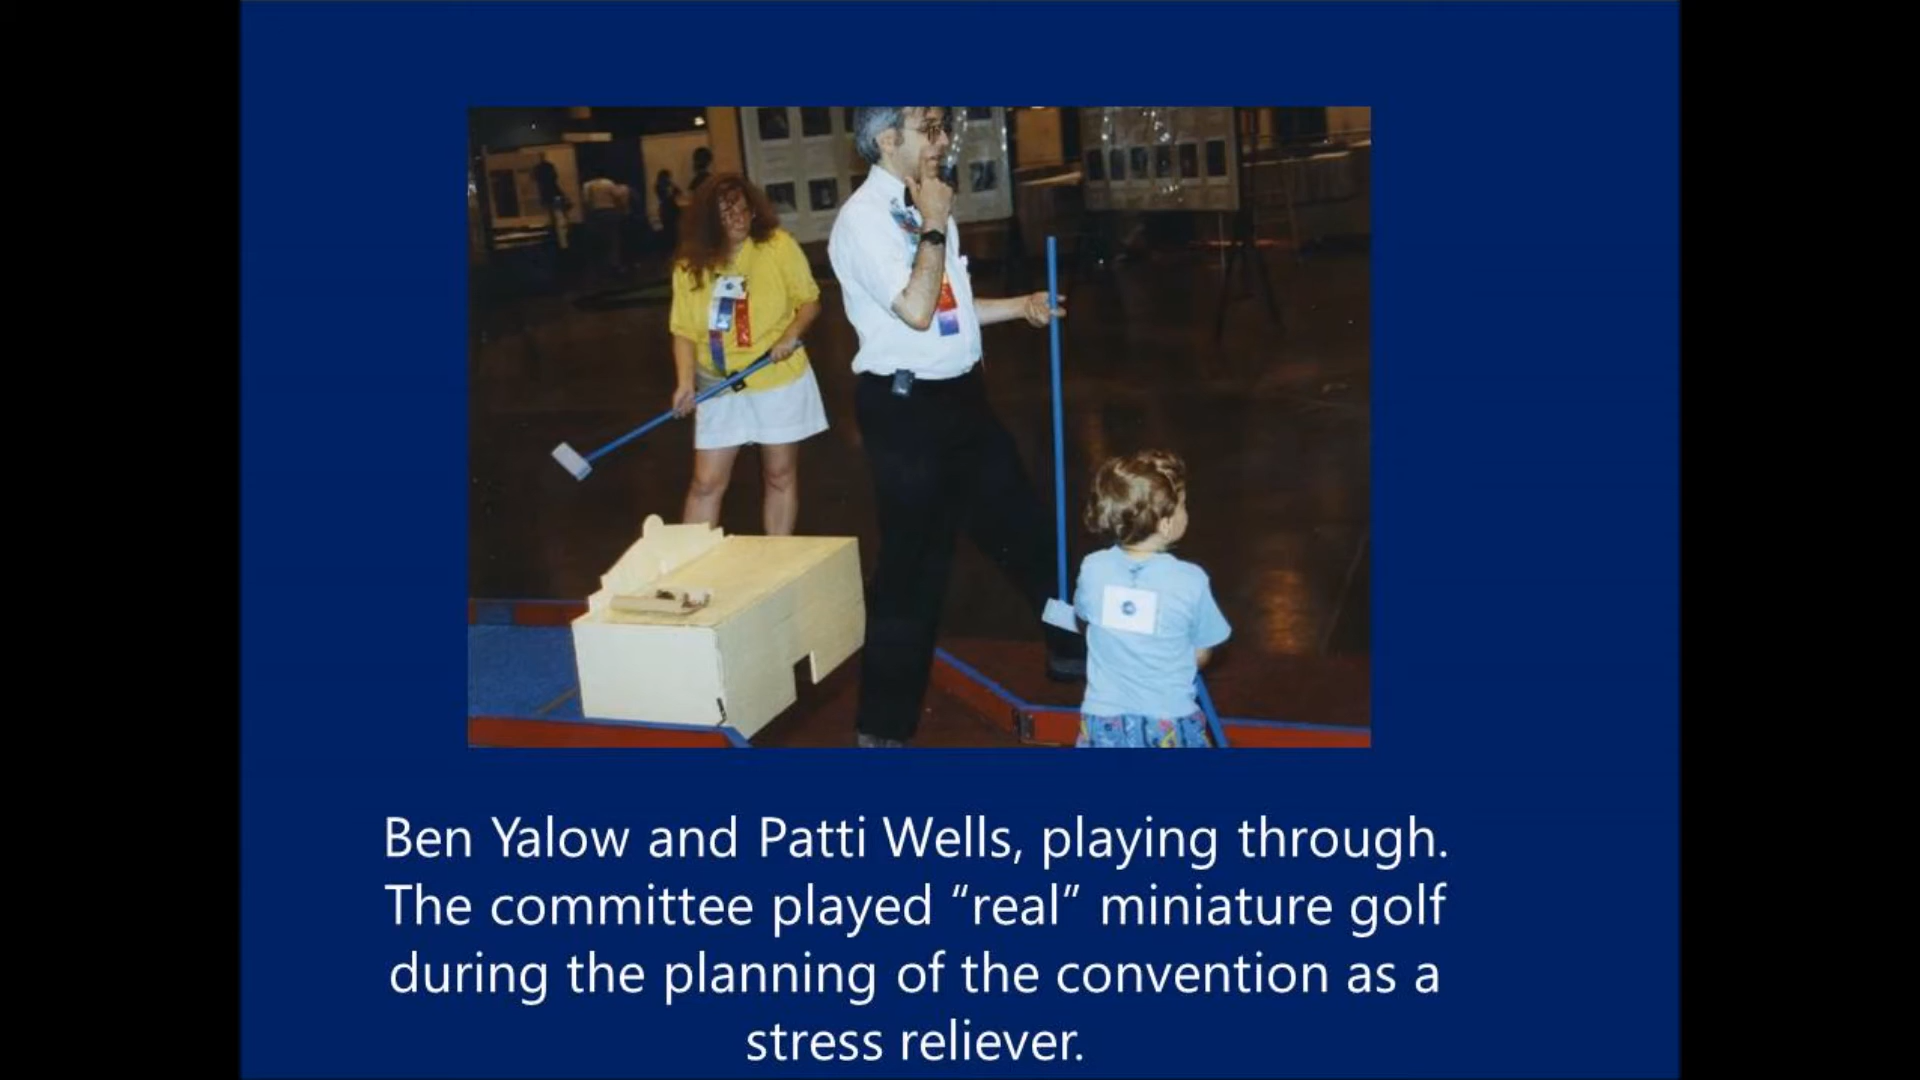 Ben Yalow and Patti Wells, playing through.
The committee played “real” miniature golf
during the planning of the convention as a
stress reliever.